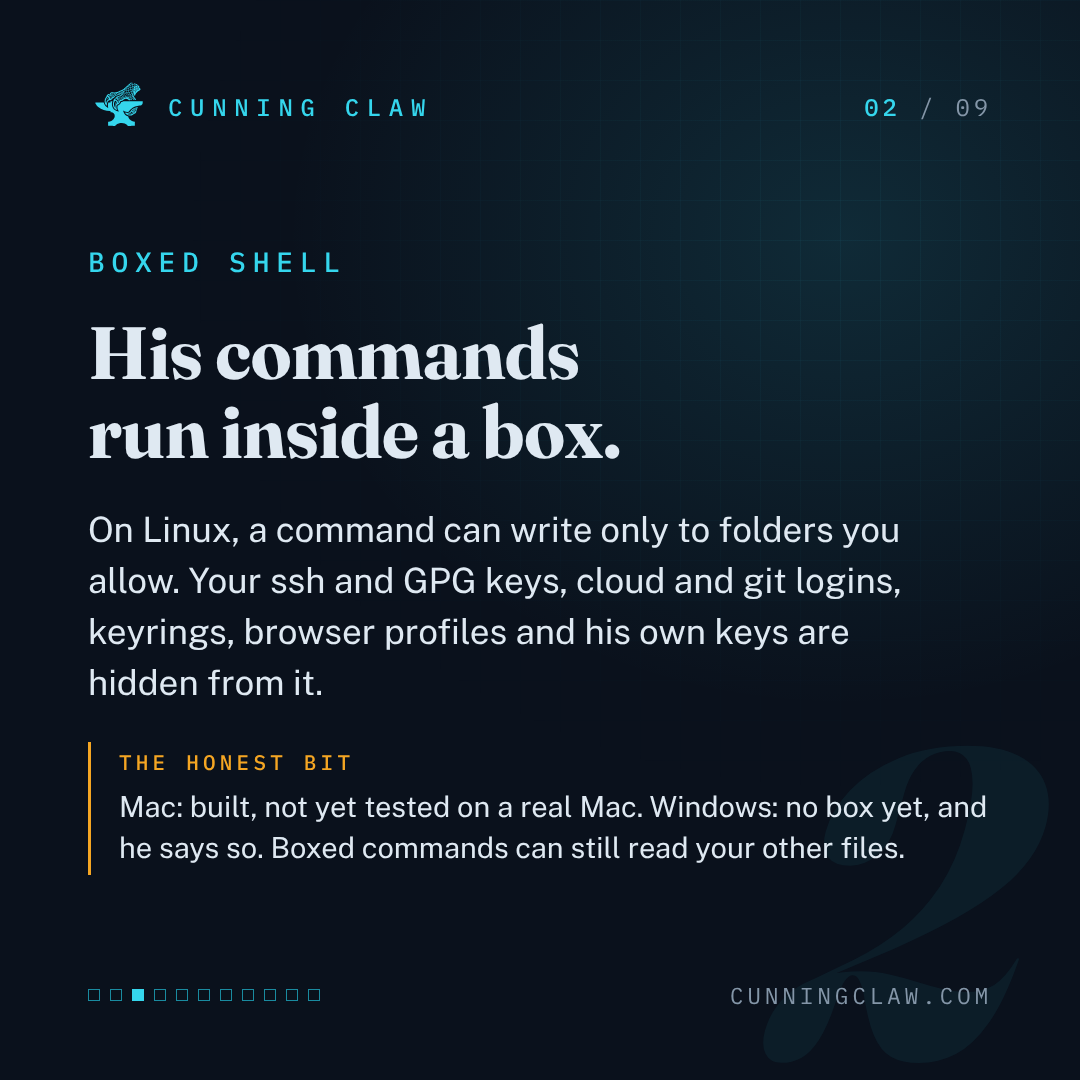 CUNNING CLAW
02 / 09
BOXED SHELL
His commands
run inside a box.
On Linux, a command can write only to folders you
allow. Your ssh and GPG keys, cloud and git logins,
keyrings, browser profiles and his own keys are
hidden from it.
THE HONEST BIT
Mac: built, not yet tested on a real Mac. Windows: no box yet, and
he says so. Boxed commands can still read your other files.
2
CUNNINGCLAW.COM